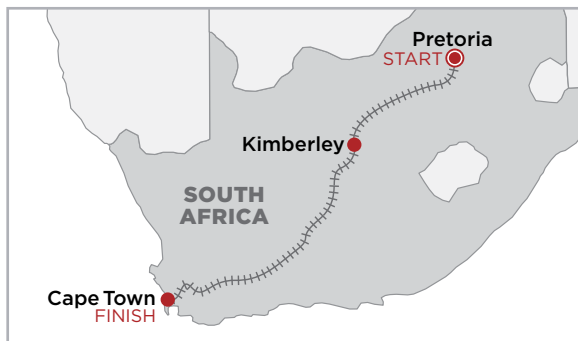 Pretoria
START
Kimberley
SOUTH
AFRICA
Cape Town
FINISH